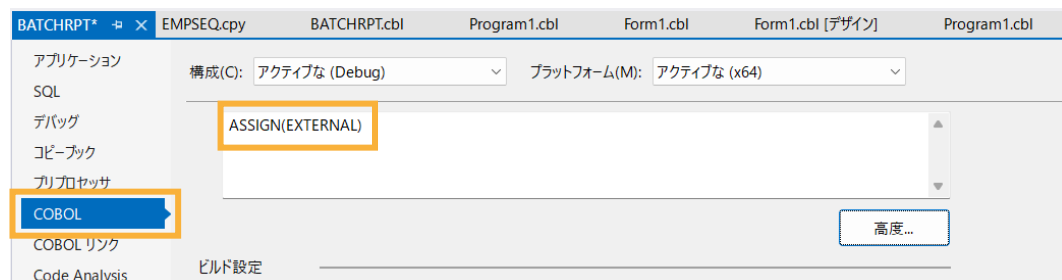 BATCHRPT* EMPSEQ.cpy BATCHRPT.cbl Program1.cbl Form1.cbl Form1.cbl [デザイン] Program1.cbl
アプリケーション
SQL
デバッグ
コピーブック
プリプロセッサ
COBOL
COBOL リンク
Code Analysis
構成(C): アクティブな (Debug) プラットフォーム(M): アクティブな (x64)
ASSIGN(EXTERNAL)
高度...
ビルド設定